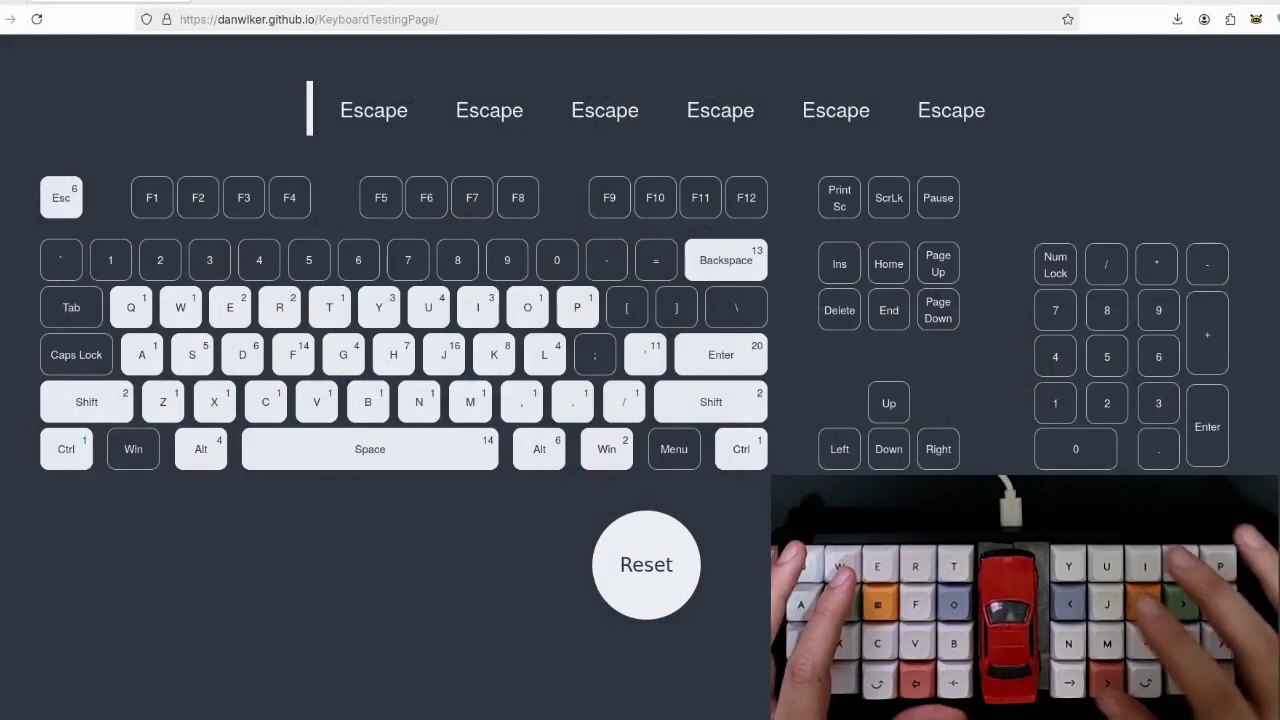 https://danwlker.github.io/KeyboardTestingPage/
Escape Escape Escape Escape Escape Escape
Esc 6 F1 F2 F3 F4 F5 F6 F7 F8 F9 F10 F11 F12 Print Sc ScrLk Pause
` 1 2 3 4 5 6 7 8 9 0 - = Backspace 13 Ins Home Page Up Num Lock / * -
Tab Q 1 W 1 E 2 R 2 T 1 Y 3 U 4 I 3 O 1 P 1 [ ] \ Delete End Page Down 7 8 9 +
Caps Lock A 1 S 5 D 6 F 14 G 4 H 7 J 16 K 8 L 4 ; ' 11 Enter 20 4 5 6
Shift 2 Z 1 X 1 C 1 V 1 B 1 N 1 M 1 , 1 . 1 / 1 Shift 2 Up 1 2 3 Enter
Ctrl 1 Win Alt 4 Space 14 Alt 6 Win 2 Menu Ctrl 1 Left Down Right 0 .
Reset
W E R T Y U I P
A F J
C V B N M